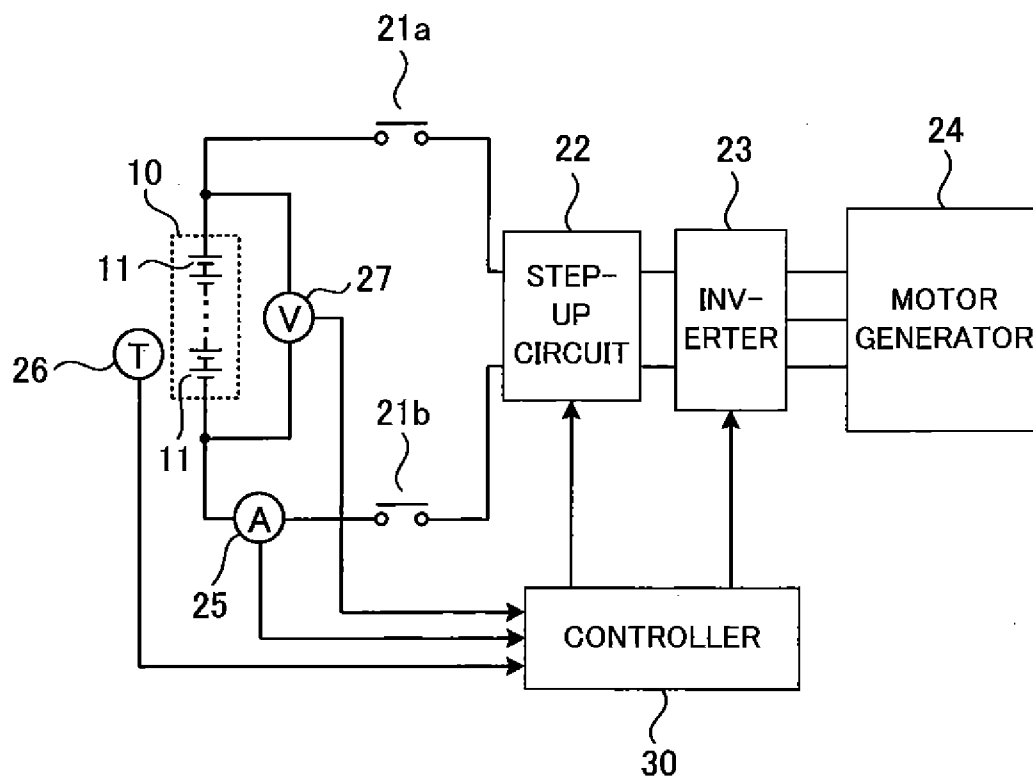 21a
10
22
23
24
11
27
V
STEP-
UP
CIRCUIT
INV-
ERTER
MOTOR
GENERATOR
T
26
11
21b
A
25
CONTROLLER
30